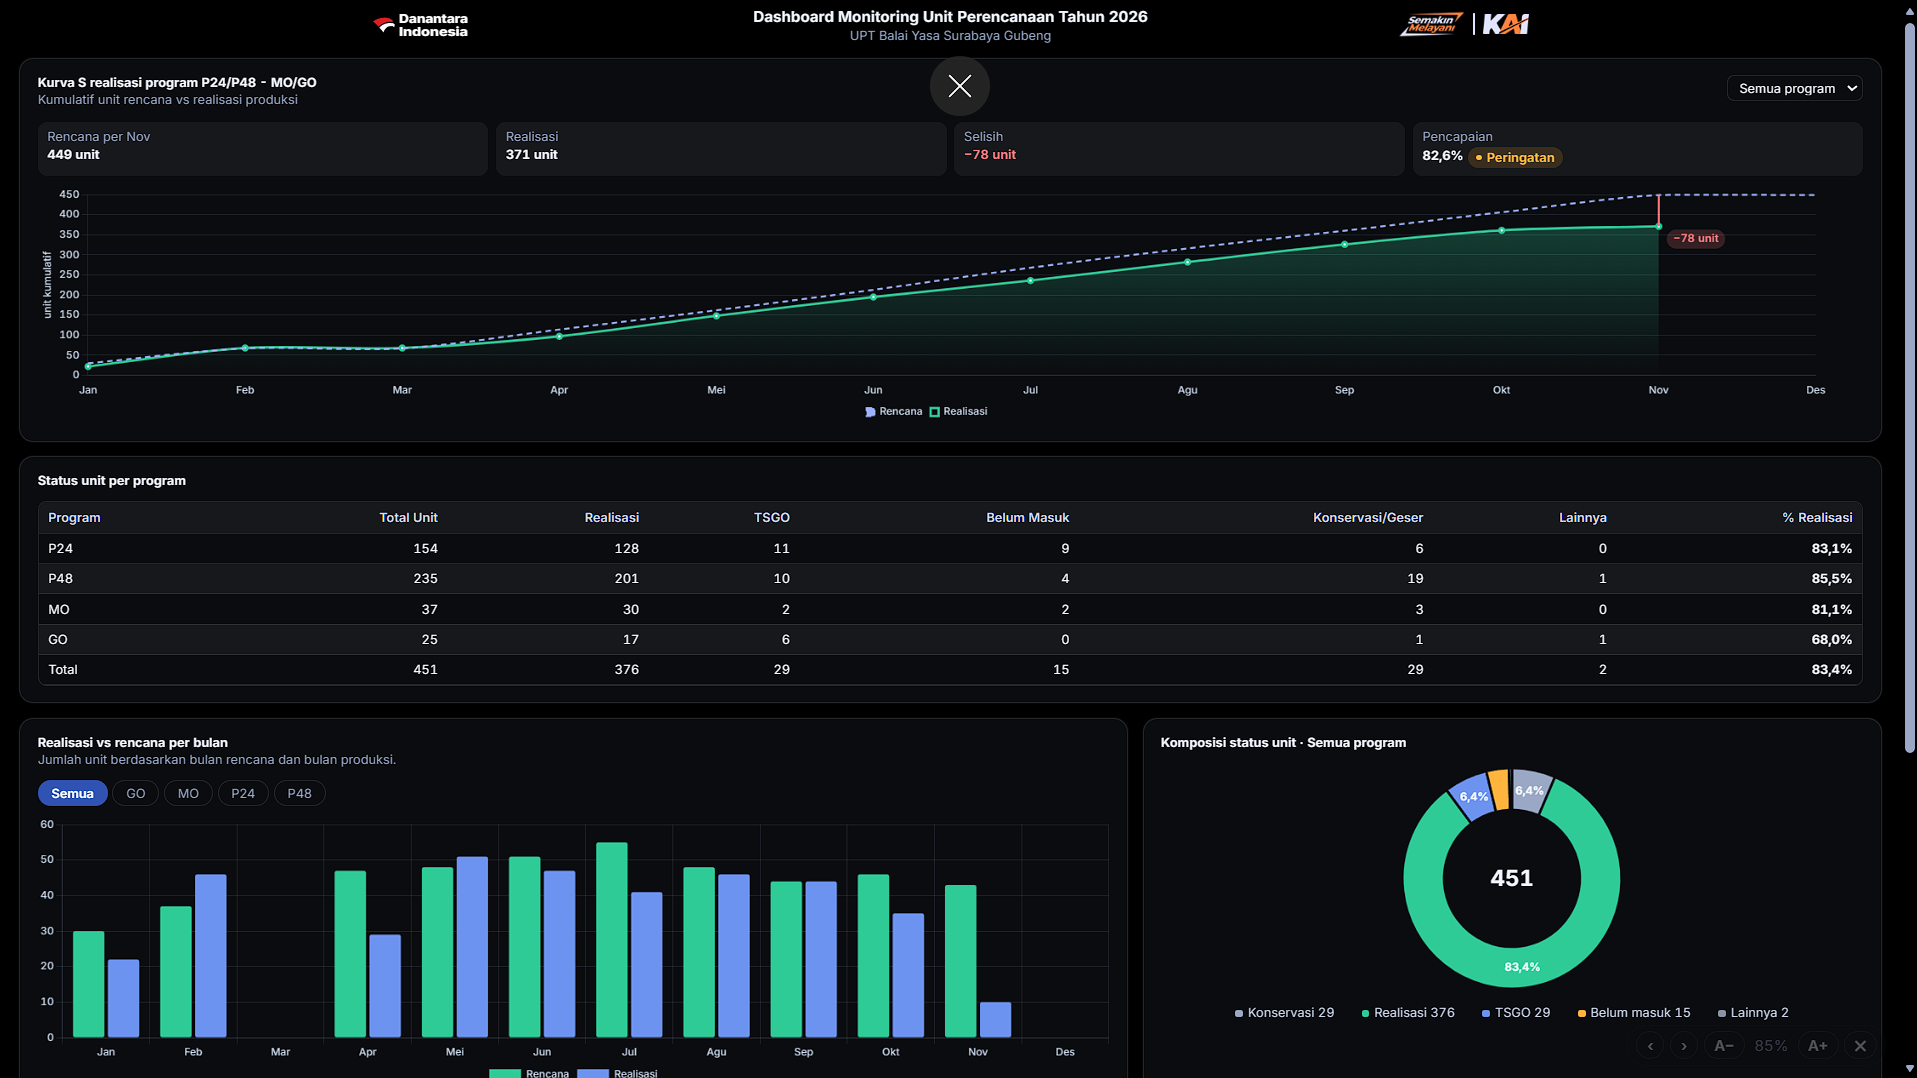 Danantara
Indonesia
Dashboard Monitoring Unit Perencanaan Tahun 2026
UPT Balai Yasa Surabaya Gubeng
Semakin
Melayani
KAI
Kurva S realisasi program P24/P48 - MO/GO
Kumulatif unit rencana vs realisasi produksi
Semua program
Rencana per Nov
449 unit
Realisasi
371 unit
Selisih
−78 unit
Pencapaian
82,6% • Peringatan
unit kumulatif
450
400
350
300
250
200
150
100
50
0
−78 unit
Jan Feb Mar Apr Mei Jun Jul Agu Sep Okt Nov Des
Rencana Realisasi
Status unit per program
Program Total Unit Realisasi TSGO Belum Masuk Konservasi/Geser Lainnya % Realisasi
P24 154 128 11 9 6 0 83,1%
P48 235 201 10 4 19 1 85,5%
MO 37 30 2 2 3 0 81,1%
GO 25 17 6 0 1 1 68,0%
Total 451 376 29 15 29 2 83,4%
Realisasi vs rencana per bulan
Jumlah unit berdasarkan bulan rencana dan bulan produksi.
Semua GO MO P24 P48
60
50
40
30
20
10
0
Jan Feb Mar Apr Mei Jun Jul Agu Sep Okt Nov Des
Rencana Realisasi
Komposisi status unit · Semua program
6,4% 6,4%
451
83,4%
Konservasi 29 Realisasi 376 TSGO 29 Belum masuk 15 Lainnya 2
‹ › A− 85% A+ ✕